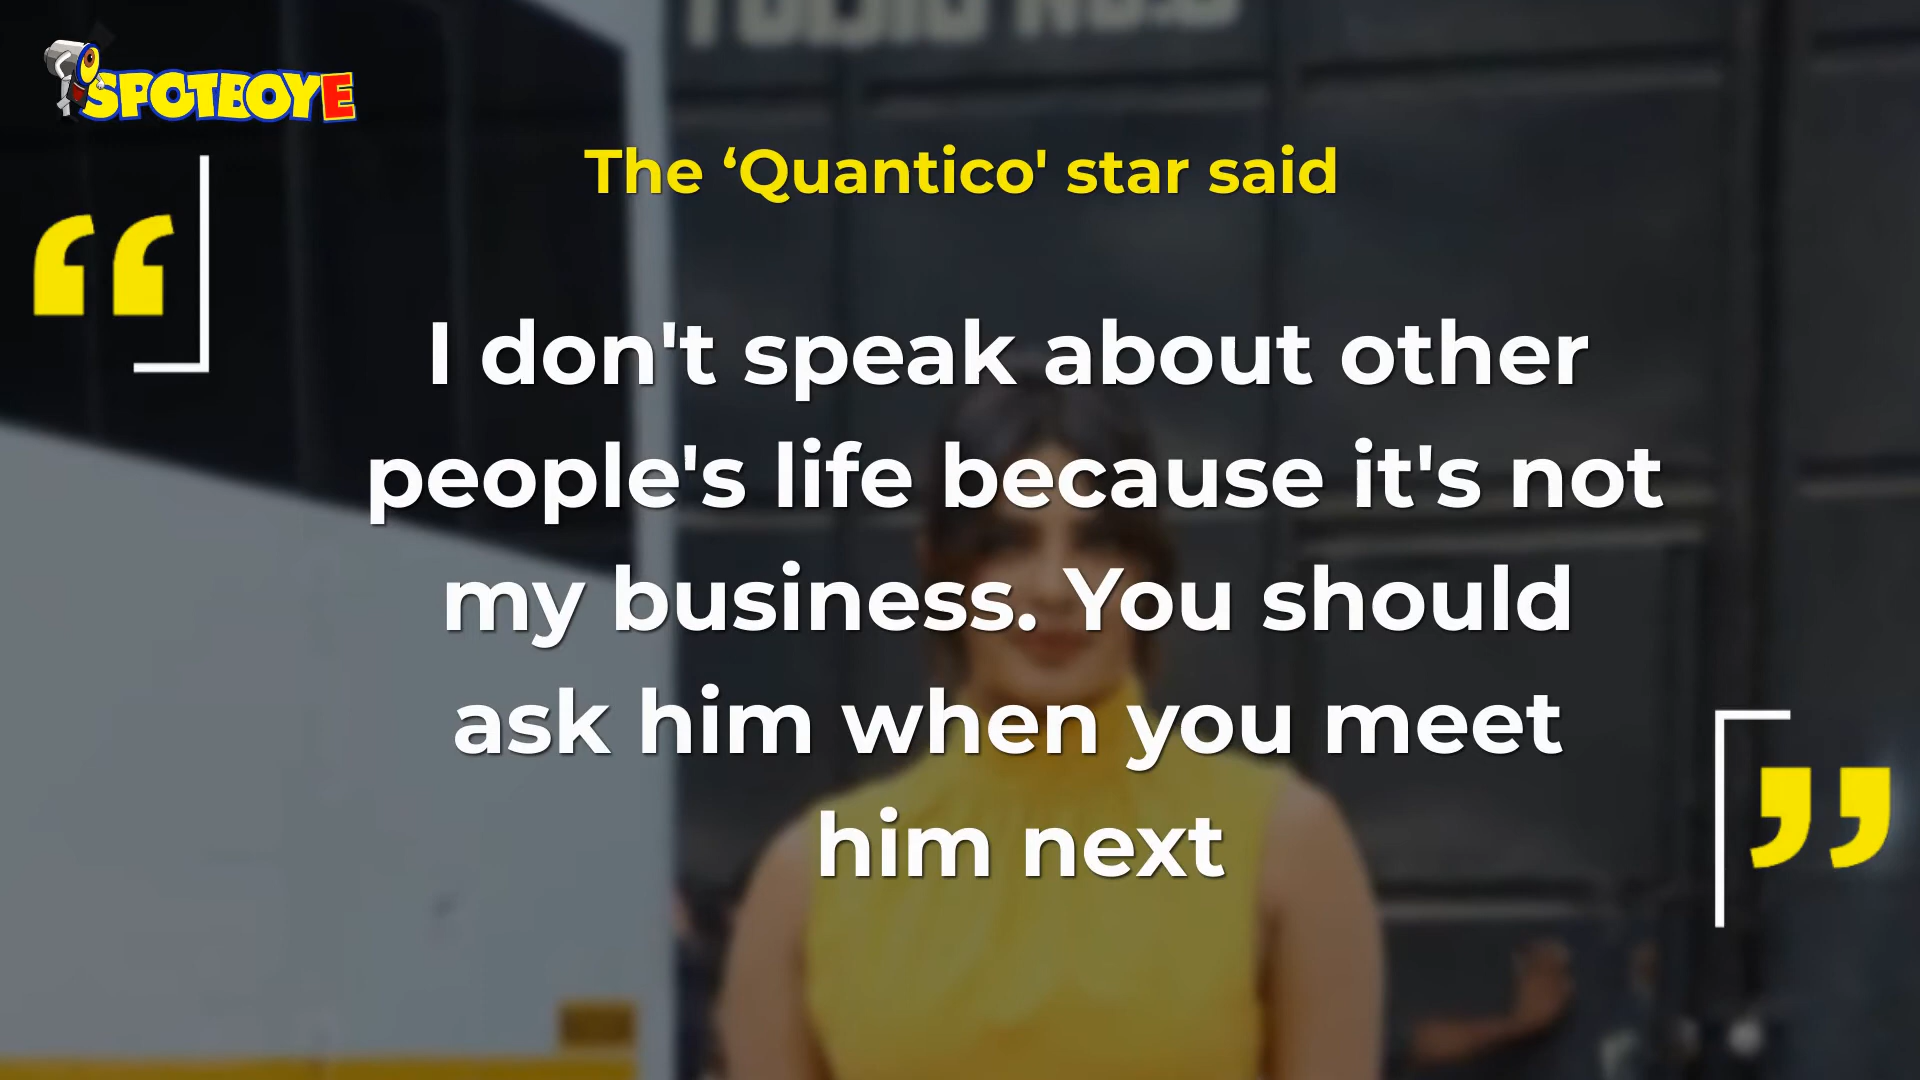 SPOTBOYE
The ‘Quantico' star said
I don't speak about other
people's life because it's not
my business. You should
ask him when you meet
him next